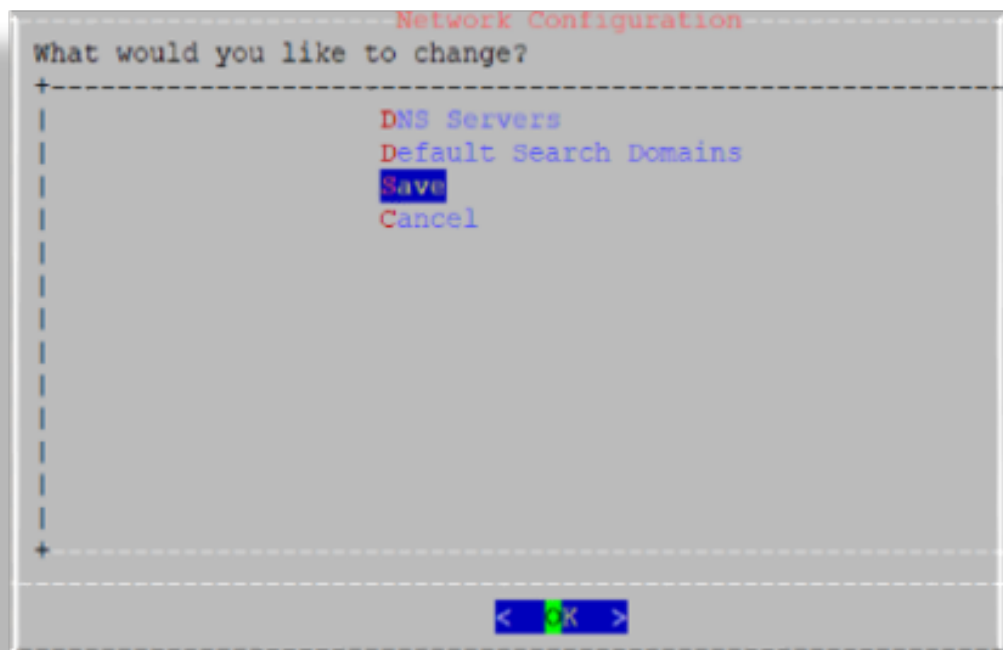 Network Configuration
What would you like to change?
DNS Servers
Default Search Domains
Save
Cancel
< OK >